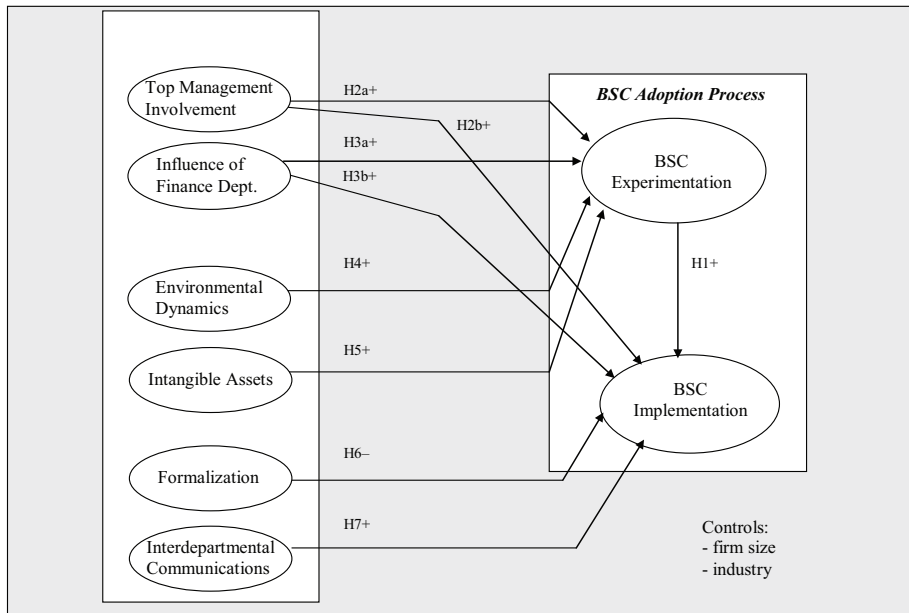 Top Management
Involvement
H2a+
BSC Adoption Process
H2b+
Influence of
Finance Dept.
H3a+
H3b+
BSC
Experimentation
H1+
Environmental
Dynamics
H4+
Intangible Assets
H5+
BSC
Implementation
Formalization
H6–
Interdepartmental
Communications
H7+
Controls:
- firm size
- industry